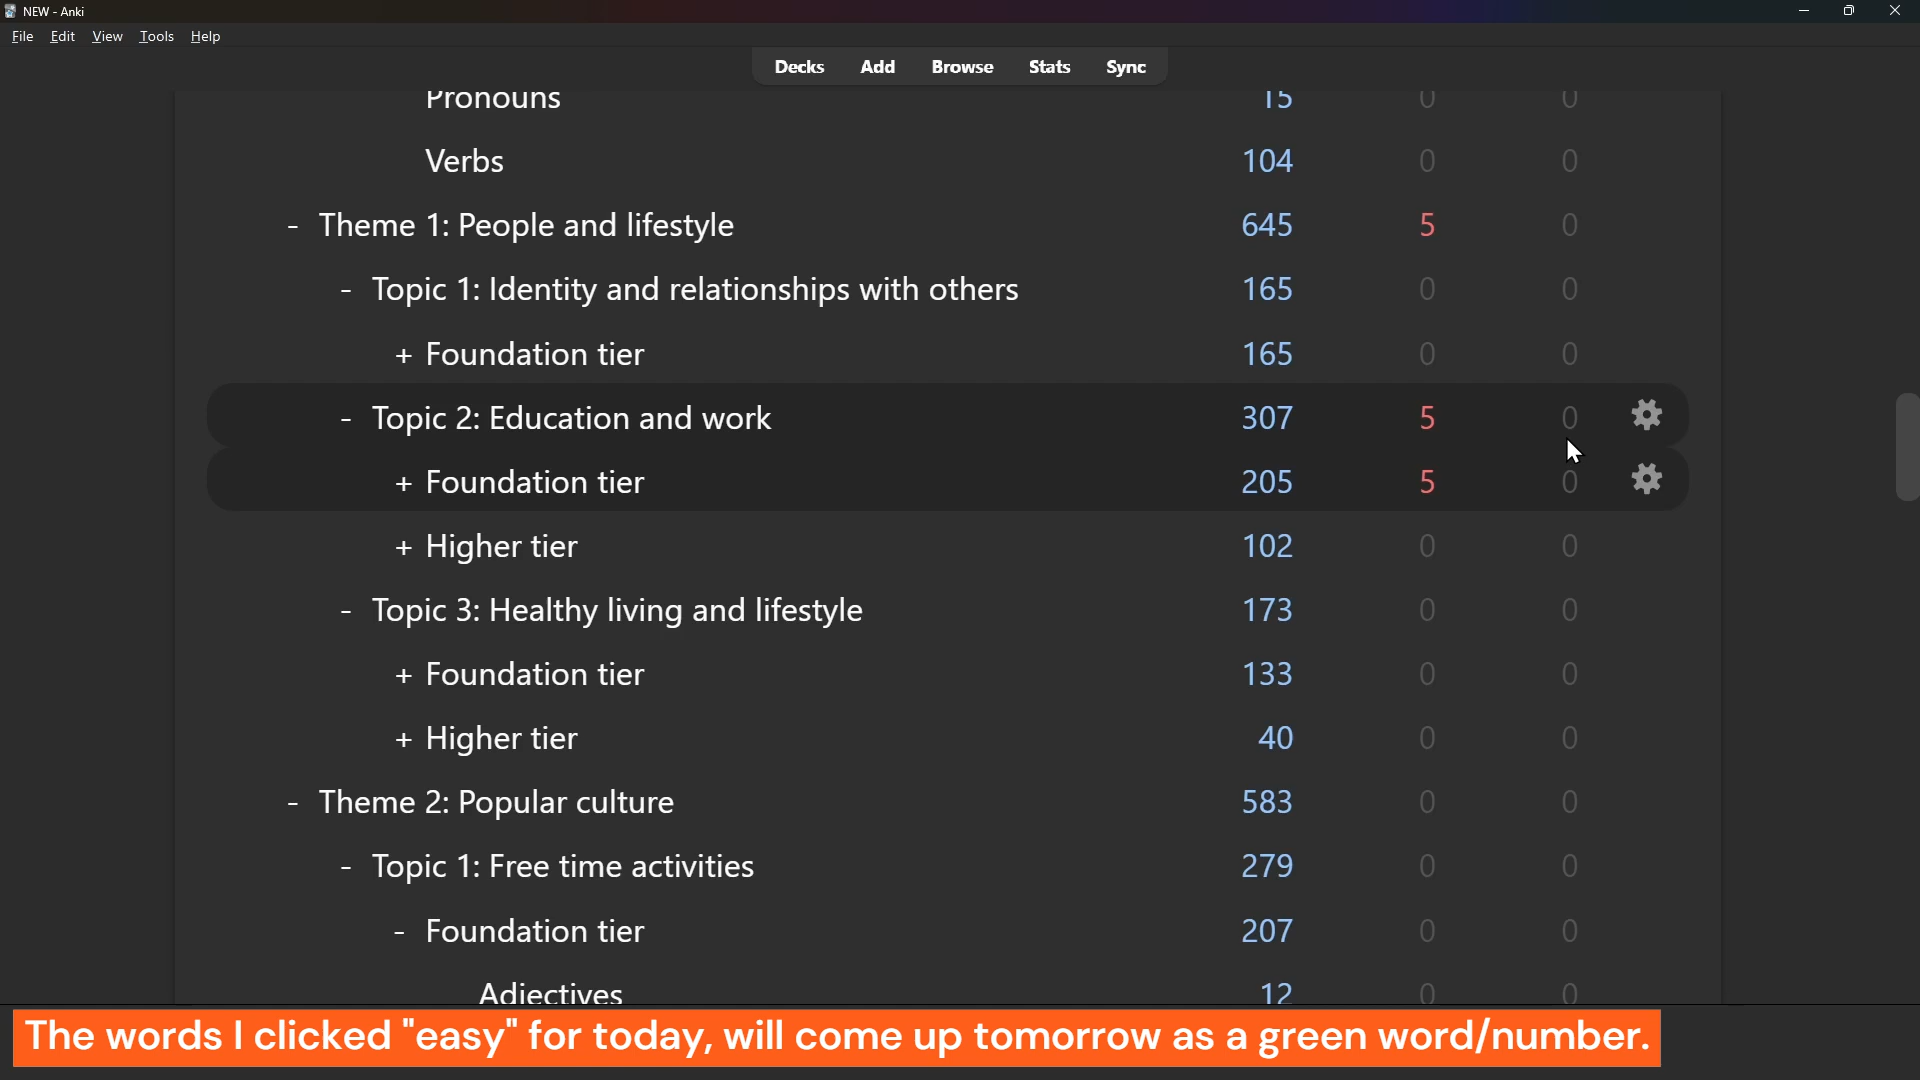 NEW - Anki
File Edit View Tools Help
Decks Add Browse Stats Sync
Pronouns 15 0 0
Verbs 104 0 0
- Theme 1: People and lifestyle 645 5 0
- Topic 1: Identity and relationships with others 165 0 0
+ Foundation tier 165 0 0
- Topic 2: Education and work 307 5 0
+ Foundation tier 205 5 0
+ Higher tier 102 0 0
- Topic 3: Healthy living and lifestyle 173 0 0
+ Foundation tier 133 0 0
+ Higher tier 40 0 0
- Theme 2: Popular culture 583 0 0
- Topic 1: Free time activities 279 0 0
- Foundation tier 207 0 0
Adjectives 12 0 0
The words I clicked "easy" for today, will come up tomorrow as a green word/number.